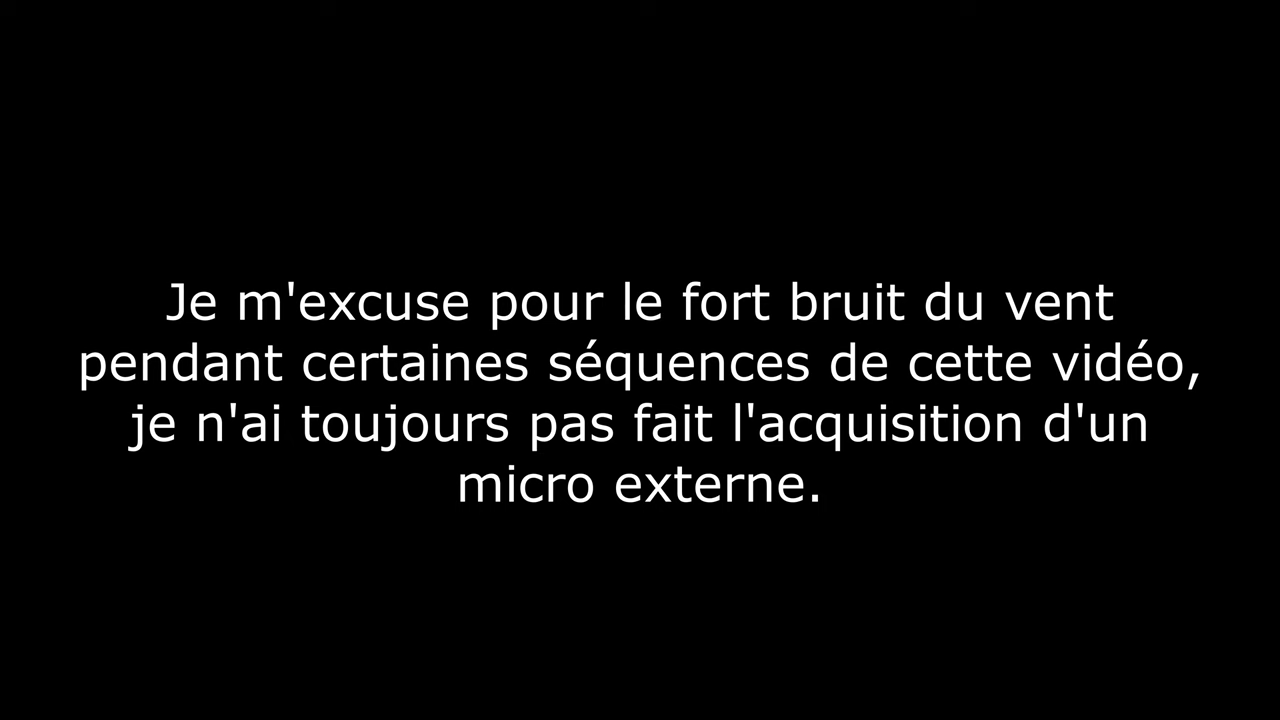 Je m'excuse pour le fort bruit du vent
pendant certaines séquences de cette vidéo,
je n'ai toujours pas fait l'acquisition d'un
micro externe.